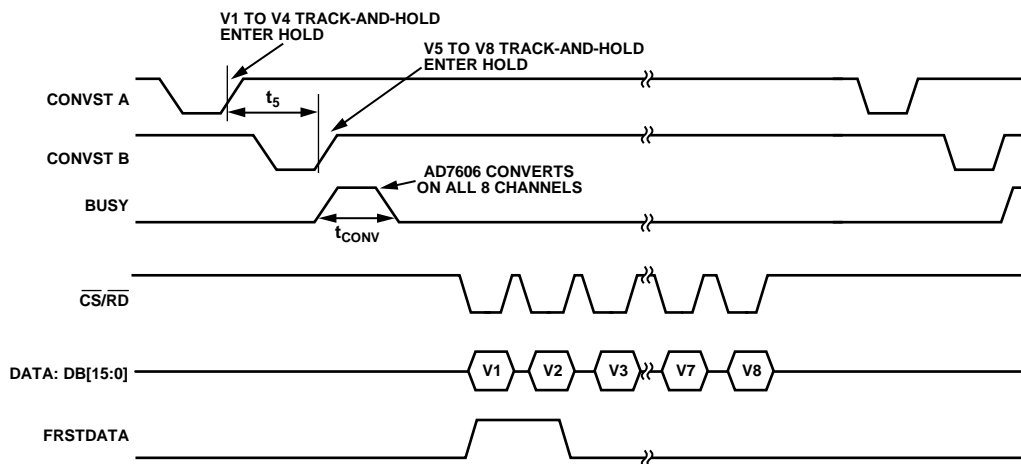 V1 TO V4 TRACK-AND-HOLD
ENTER HOLD
V5 TO V8 TRACK-AND-HOLD
ENTER HOLD
CONVST A
t5
CONVST B
AD7606 CONVERTS
ON ALL 8 CHANNELS
BUSY
tCONV
CS/RD
DATA: DB[15:0]
V1
V2
V3
V7
V8
FRSTDATA